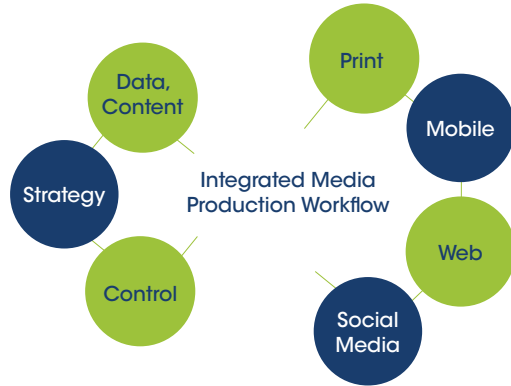 Data,
Content
Strategy
Control
Integrated Media
Production Workflow
Print
Mobile
Web
Social
Media